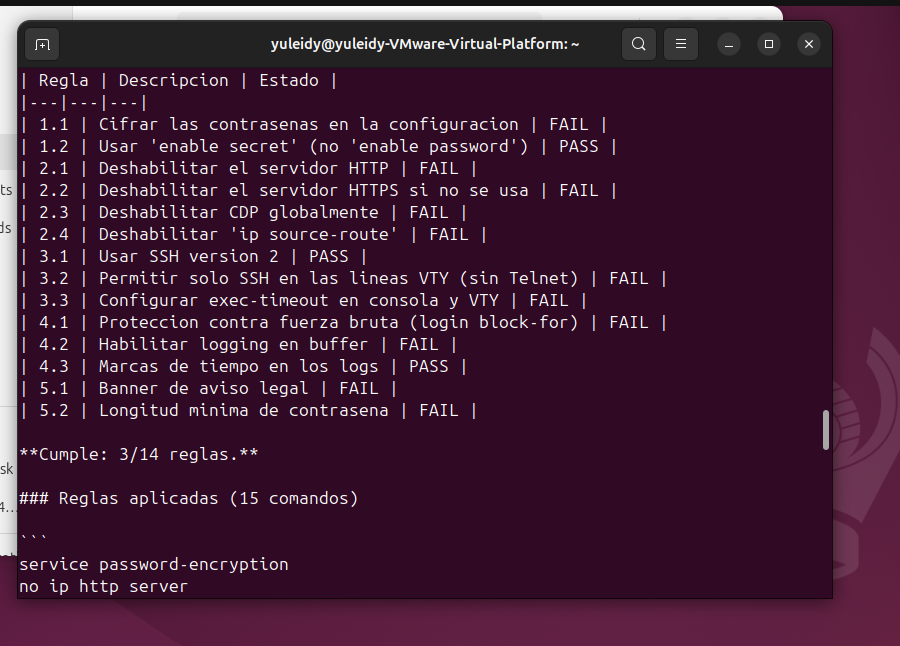 yuleidy@yuleidy-VMware-Virtual-Platform: ~
| Regla | Descripcion | Estado |
|---|---|---|
| 1.1 | Cifrar las contrasenas en la configuracion | FAIL |
| 1.2 | Usar 'enable secret' (no 'enable password') | PASS |
| 2.1 | Deshabilitar el servidor HTTP | FAIL |
| 2.2 | Deshabilitar el servidor HTTPS si no se usa | FAIL |
| 2.3 | Deshabilitar CDP globalmente | FAIL |
| 2.4 | Deshabilitar 'ip source-route' | FAIL |
| 3.1 | Usar SSH version 2 | PASS |
| 3.2 | Permitir solo SSH en las lineas VTY (sin Telnet) | FAIL |
| 3.3 | Configurar exec-timeout en consola y VTY | FAIL |
| 4.1 | Proteccion contra fuerza bruta (login block-for) | FAIL |
| 4.2 | Habilitar logging en buffer | FAIL |
| 4.3 | Marcas de tiempo en los logs | PASS |
| 5.1 | Banner de aviso legal | FAIL |
| 5.2 | Longitud minima de contrasena | FAIL |
**Cumple: 3/14 reglas.**
### Reglas aplicadas (15 comandos)
```
service password-encryption
no ip http server